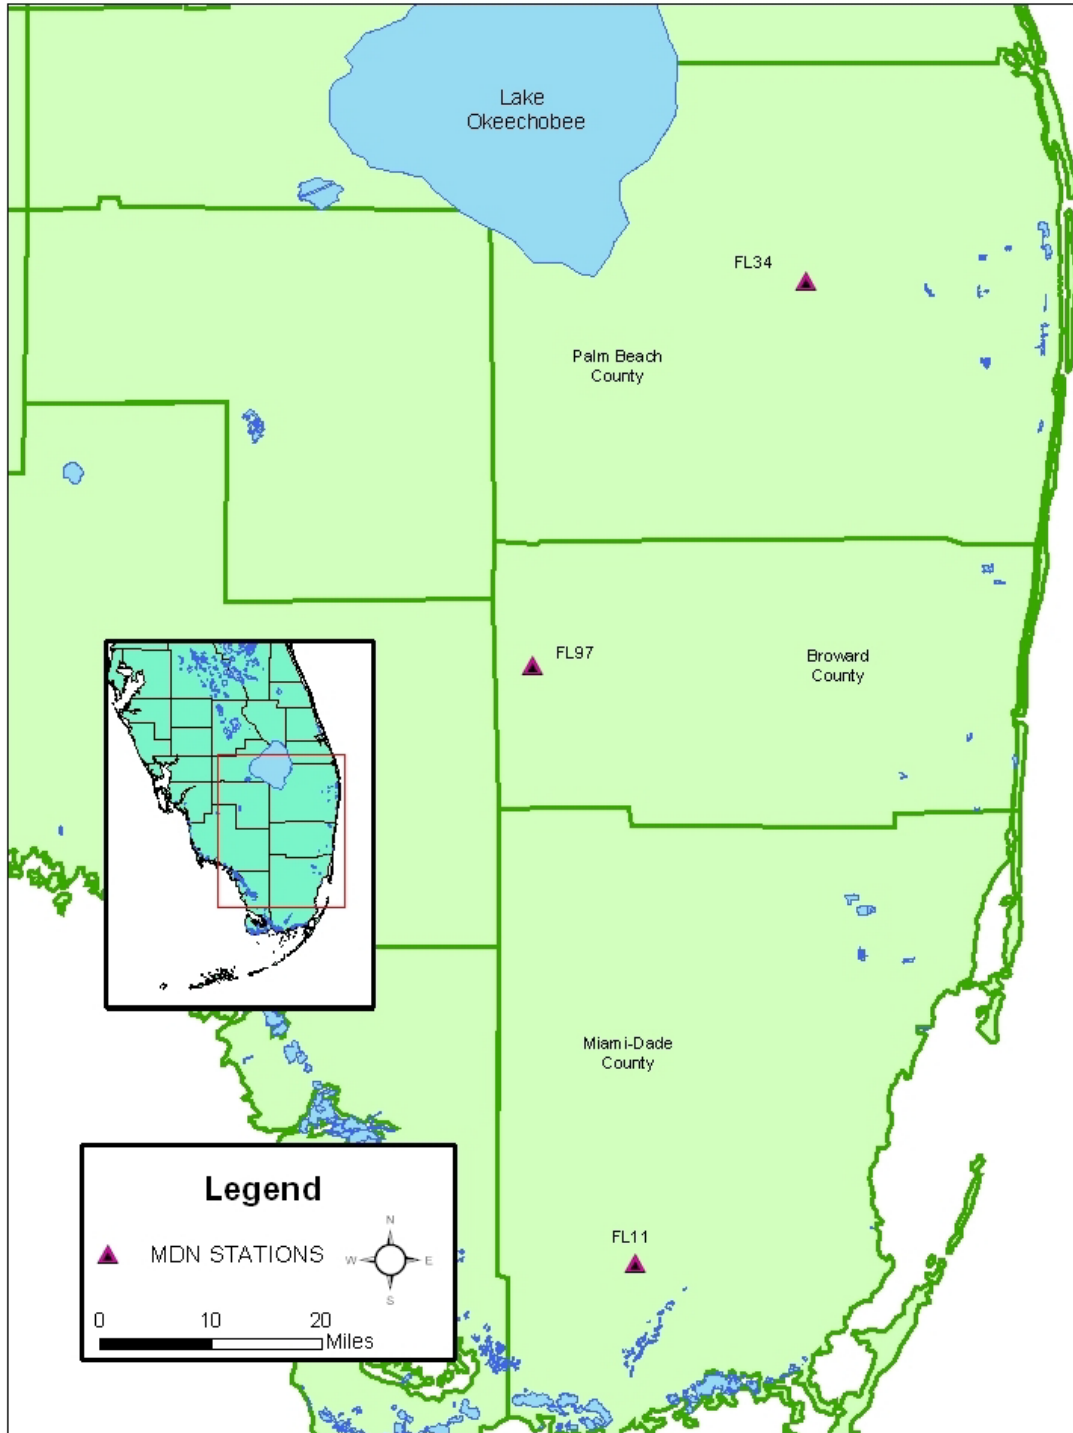 Lake
Okeechobee
FL34
Palm Beach
County
FL97
Broward
County
Miami-Dade
County
FL11
Legend
MDN STATIONS
N
W
E
S
0
10
20
Miles